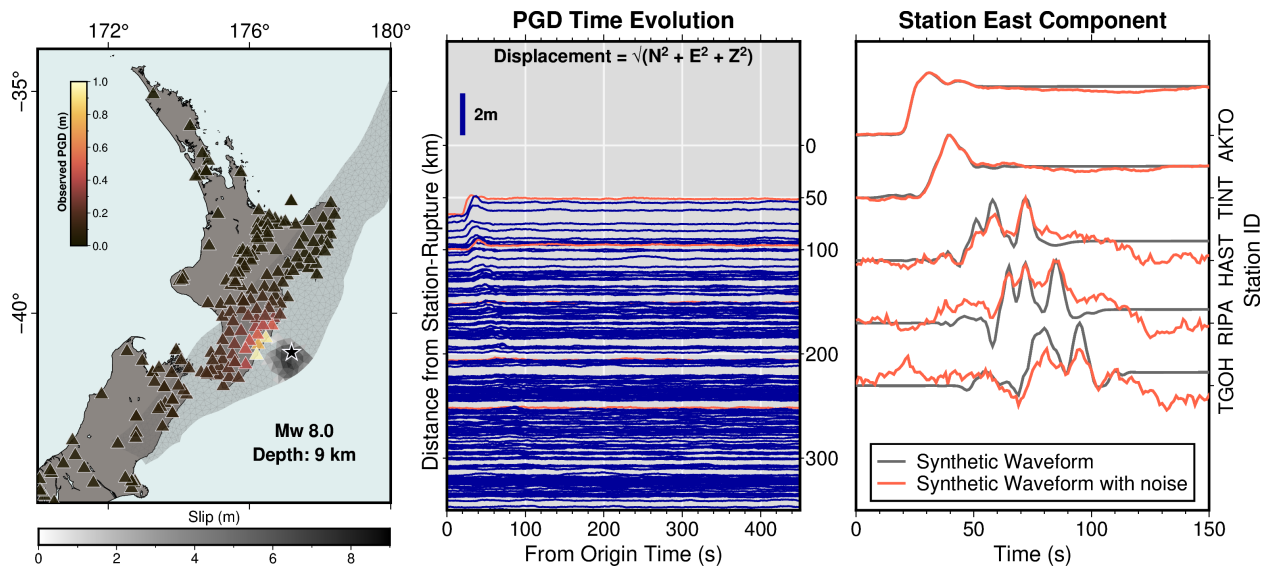 172° 176° 180°
−35°
−40°
1.0
0.8
0.6
0.4
0.2
0.0
Observed PGD (m)
Mw 8.0
Depth: 9 km
Slip (m)
0 2 4 6 8
PGD Time Evolution
Displacement = √(N² + E² + Z²)
2m
Distance from Station-Rupture (km)
0
50
100
200
300
0 100 200 300 400
From Origin Time (s)
Station East Component
AKTO
TINT
HAST
RIPA
TGOH
Station ID
Synthetic Waveform
Synthetic Waveform with noise
0 50 100 150
Time (s)